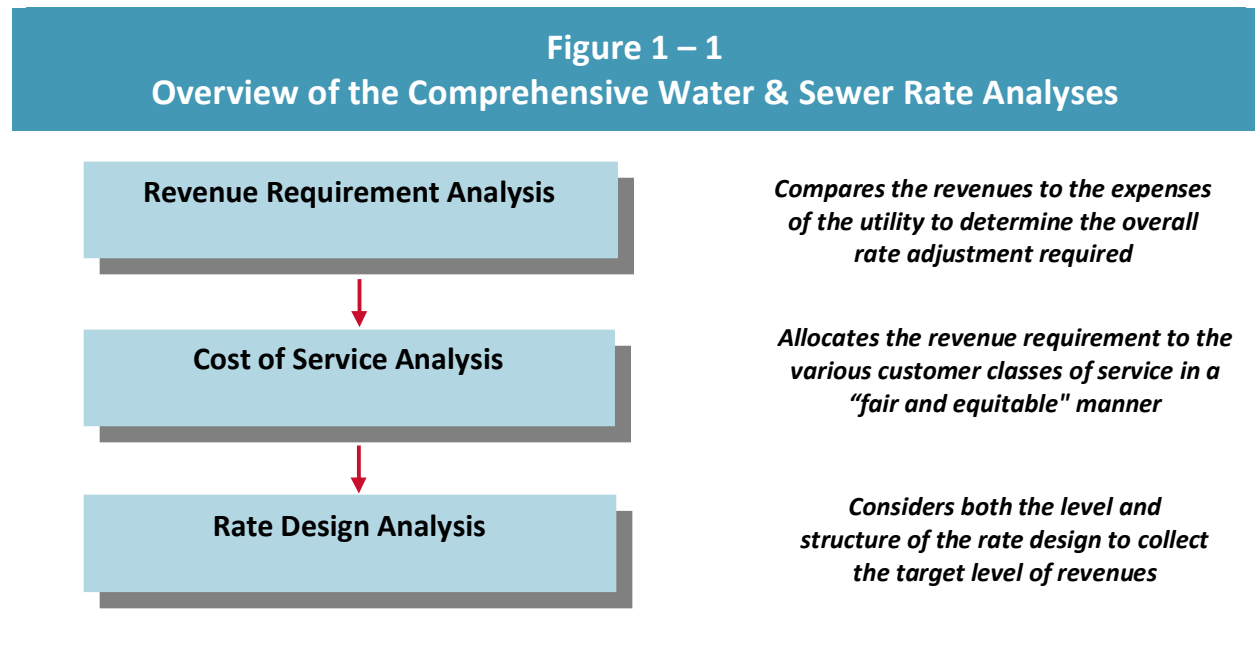 Figure 1 – 1
Overview of the Comprehensive Water & Sewer Rate Analyses
Revenue Requirement Analysis
Compares the revenues to the expenses
of the utility to determine the overall
rate adjustment required
Cost of Service Analysis
Allocates the revenue requirement to the
various customer classes of service in a
“fair and equitable" manner
Rate Design Analysis
Considers both the level and
structure of the rate design to collect
the target level of revenues